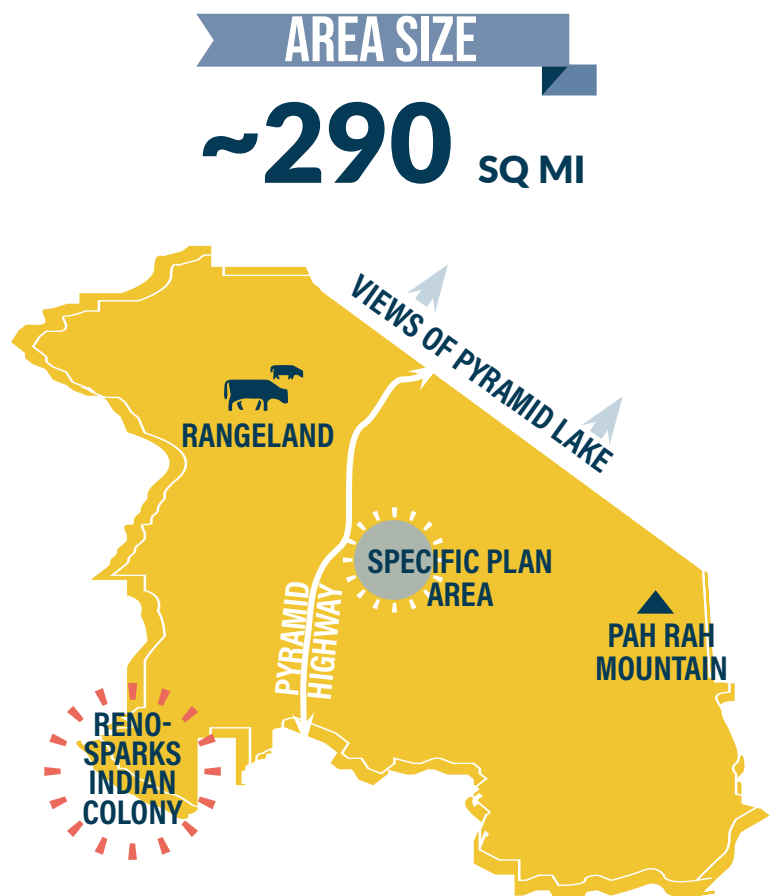 AREA SIZE
~290 SQ MI
VIEWS OF PYRAMID LAKE
RANGELAND
SPECIFIC PLAN
AREA
PYRAMID
HIGHWAY
PAH RAH
MOUNTAIN
RENO-
SPARKS
INDIAN
COLONY